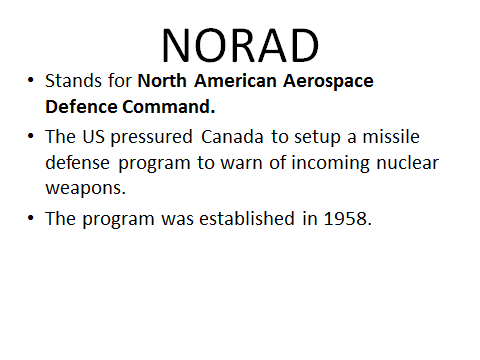 NORAD
• Stands for North American Aerospace
Defence Command.
• The US pressured Canada to setup a missile
defense program to warn of incoming nuclear
weapons.
• The program was established in 1958.